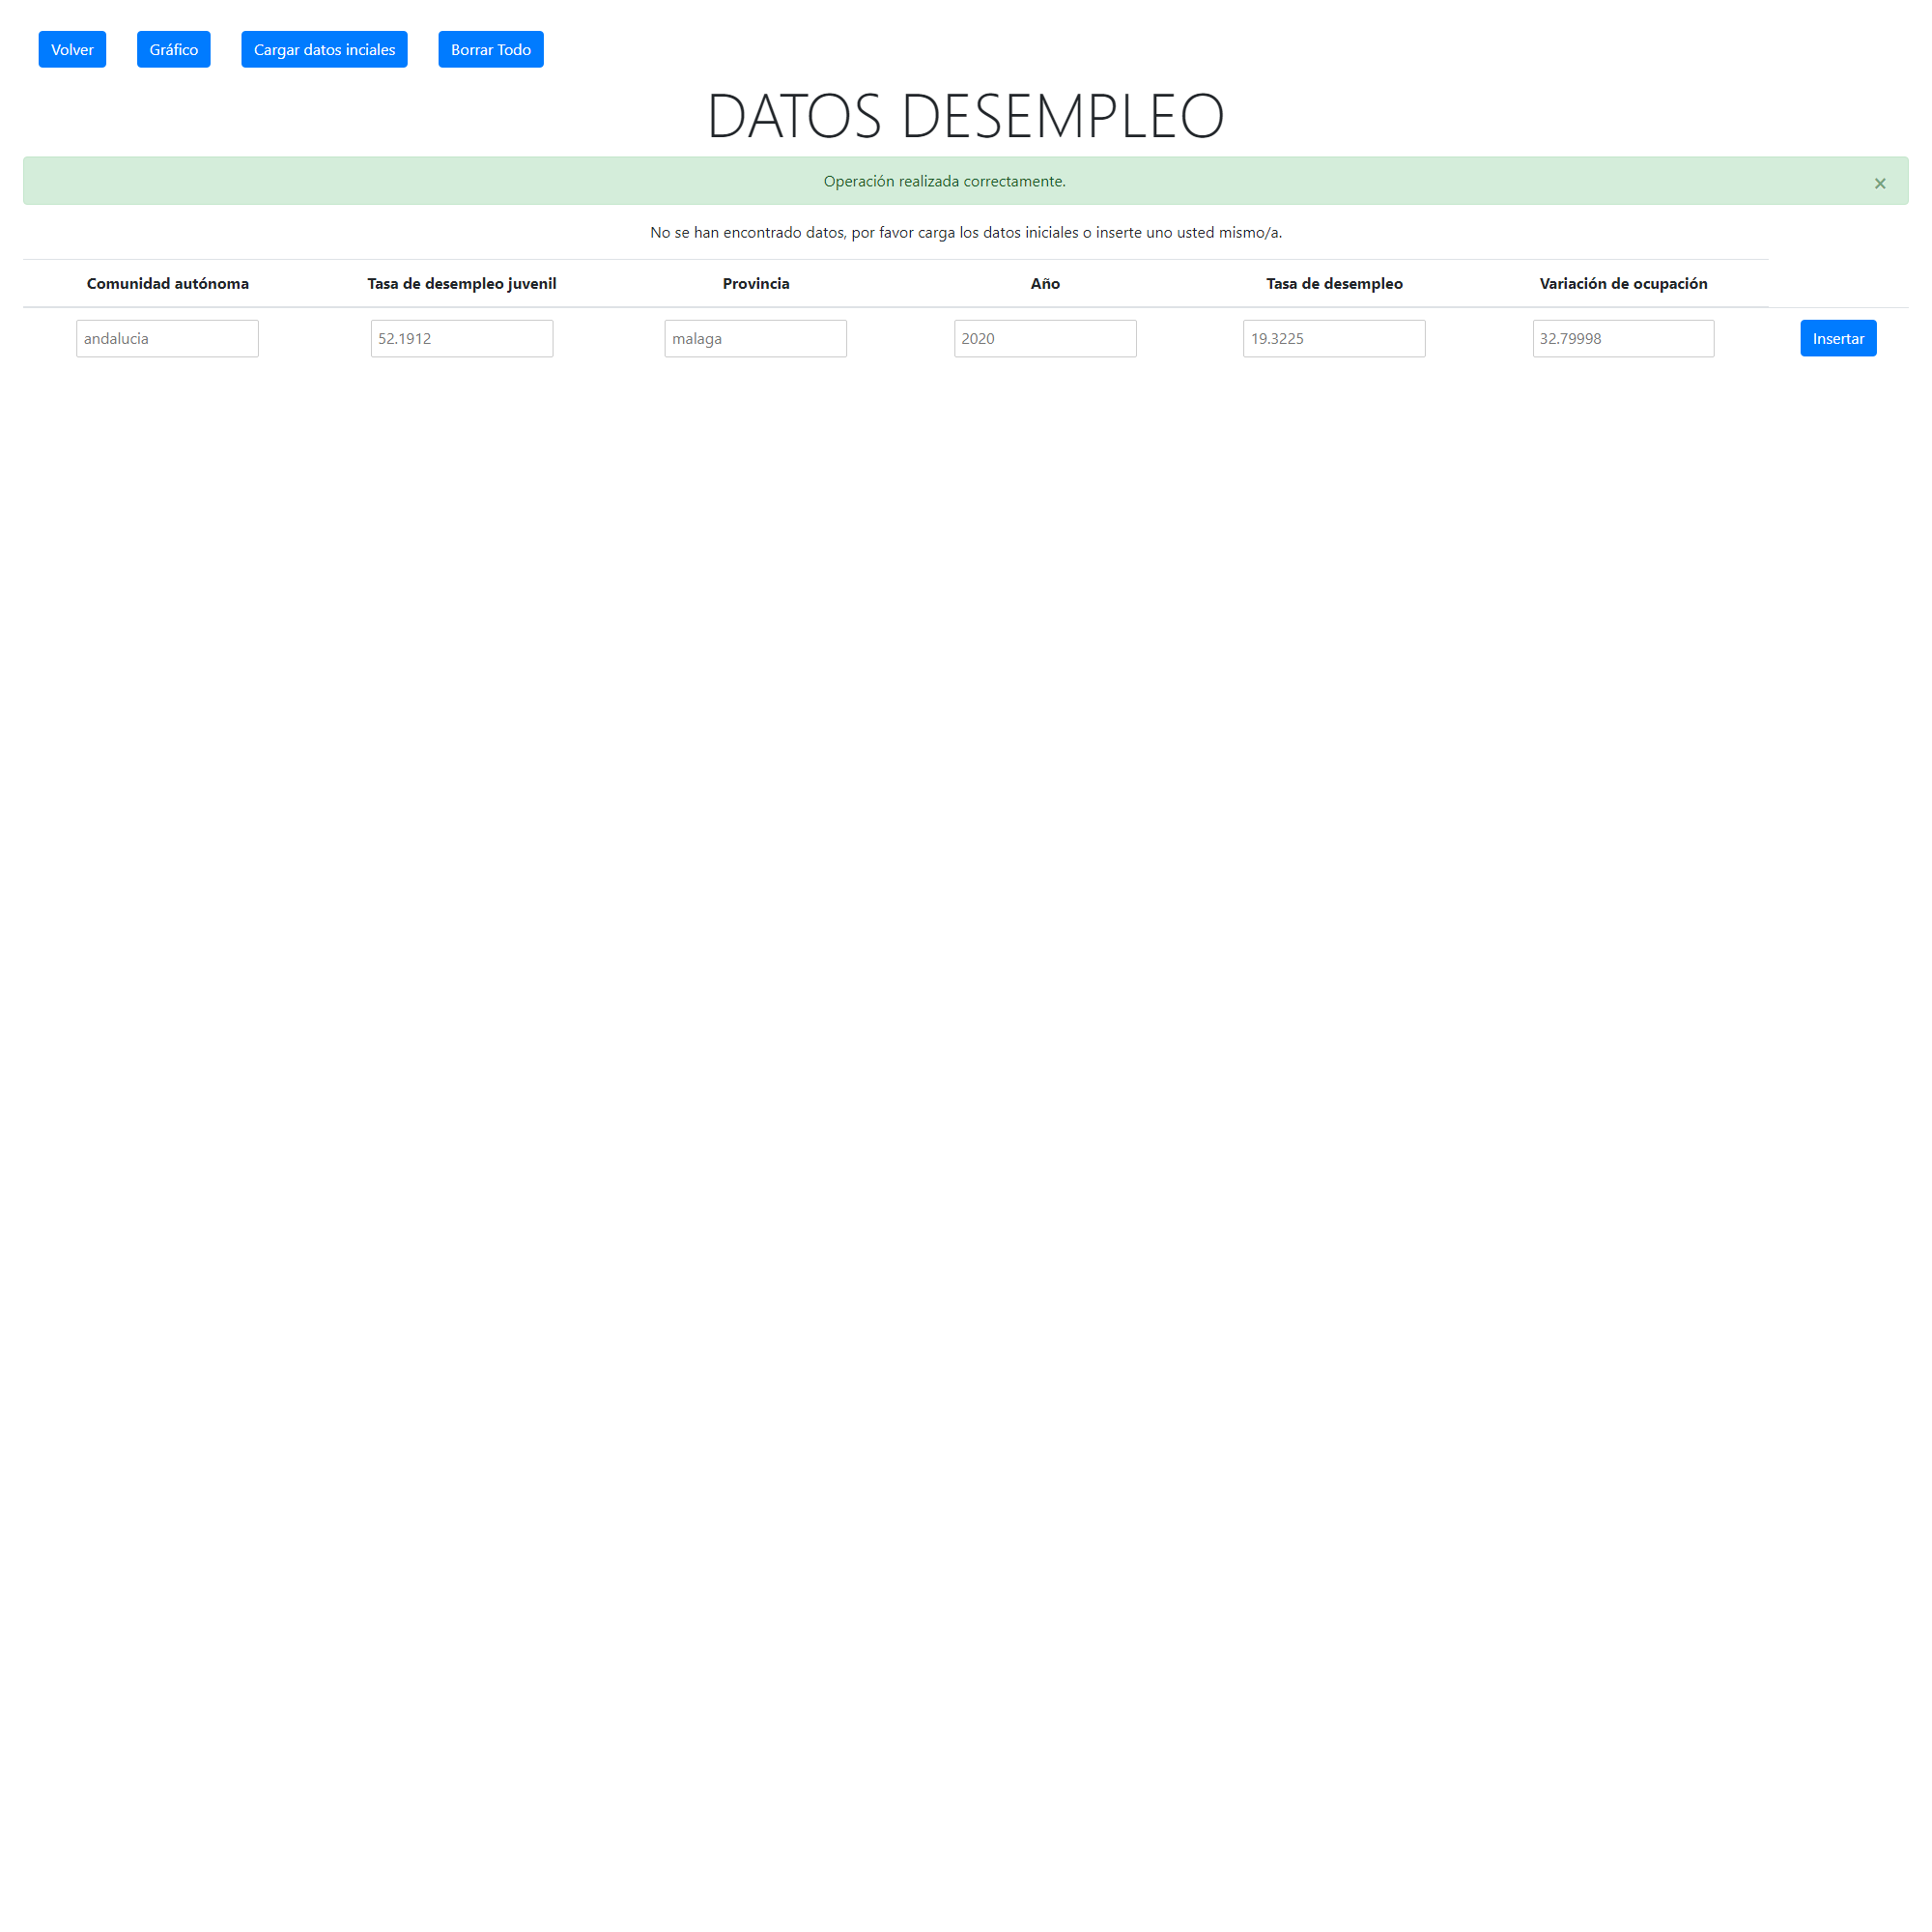 Volver Gráfico Cargar datos inciales Borrar Todo
DATOS DESEMPLEO
Operación realizada correctamente. ×
No se han encontrado datos, por favor carga los datos iniciales o inserte uno usted mismo/a.
Comunidad autónoma Tasa de desempleo juvenil Provincia Año Tasa de desempleo Variación de ocupación
andalucia 52.1912 malaga 2020 19.3225 32.79998 Insertar